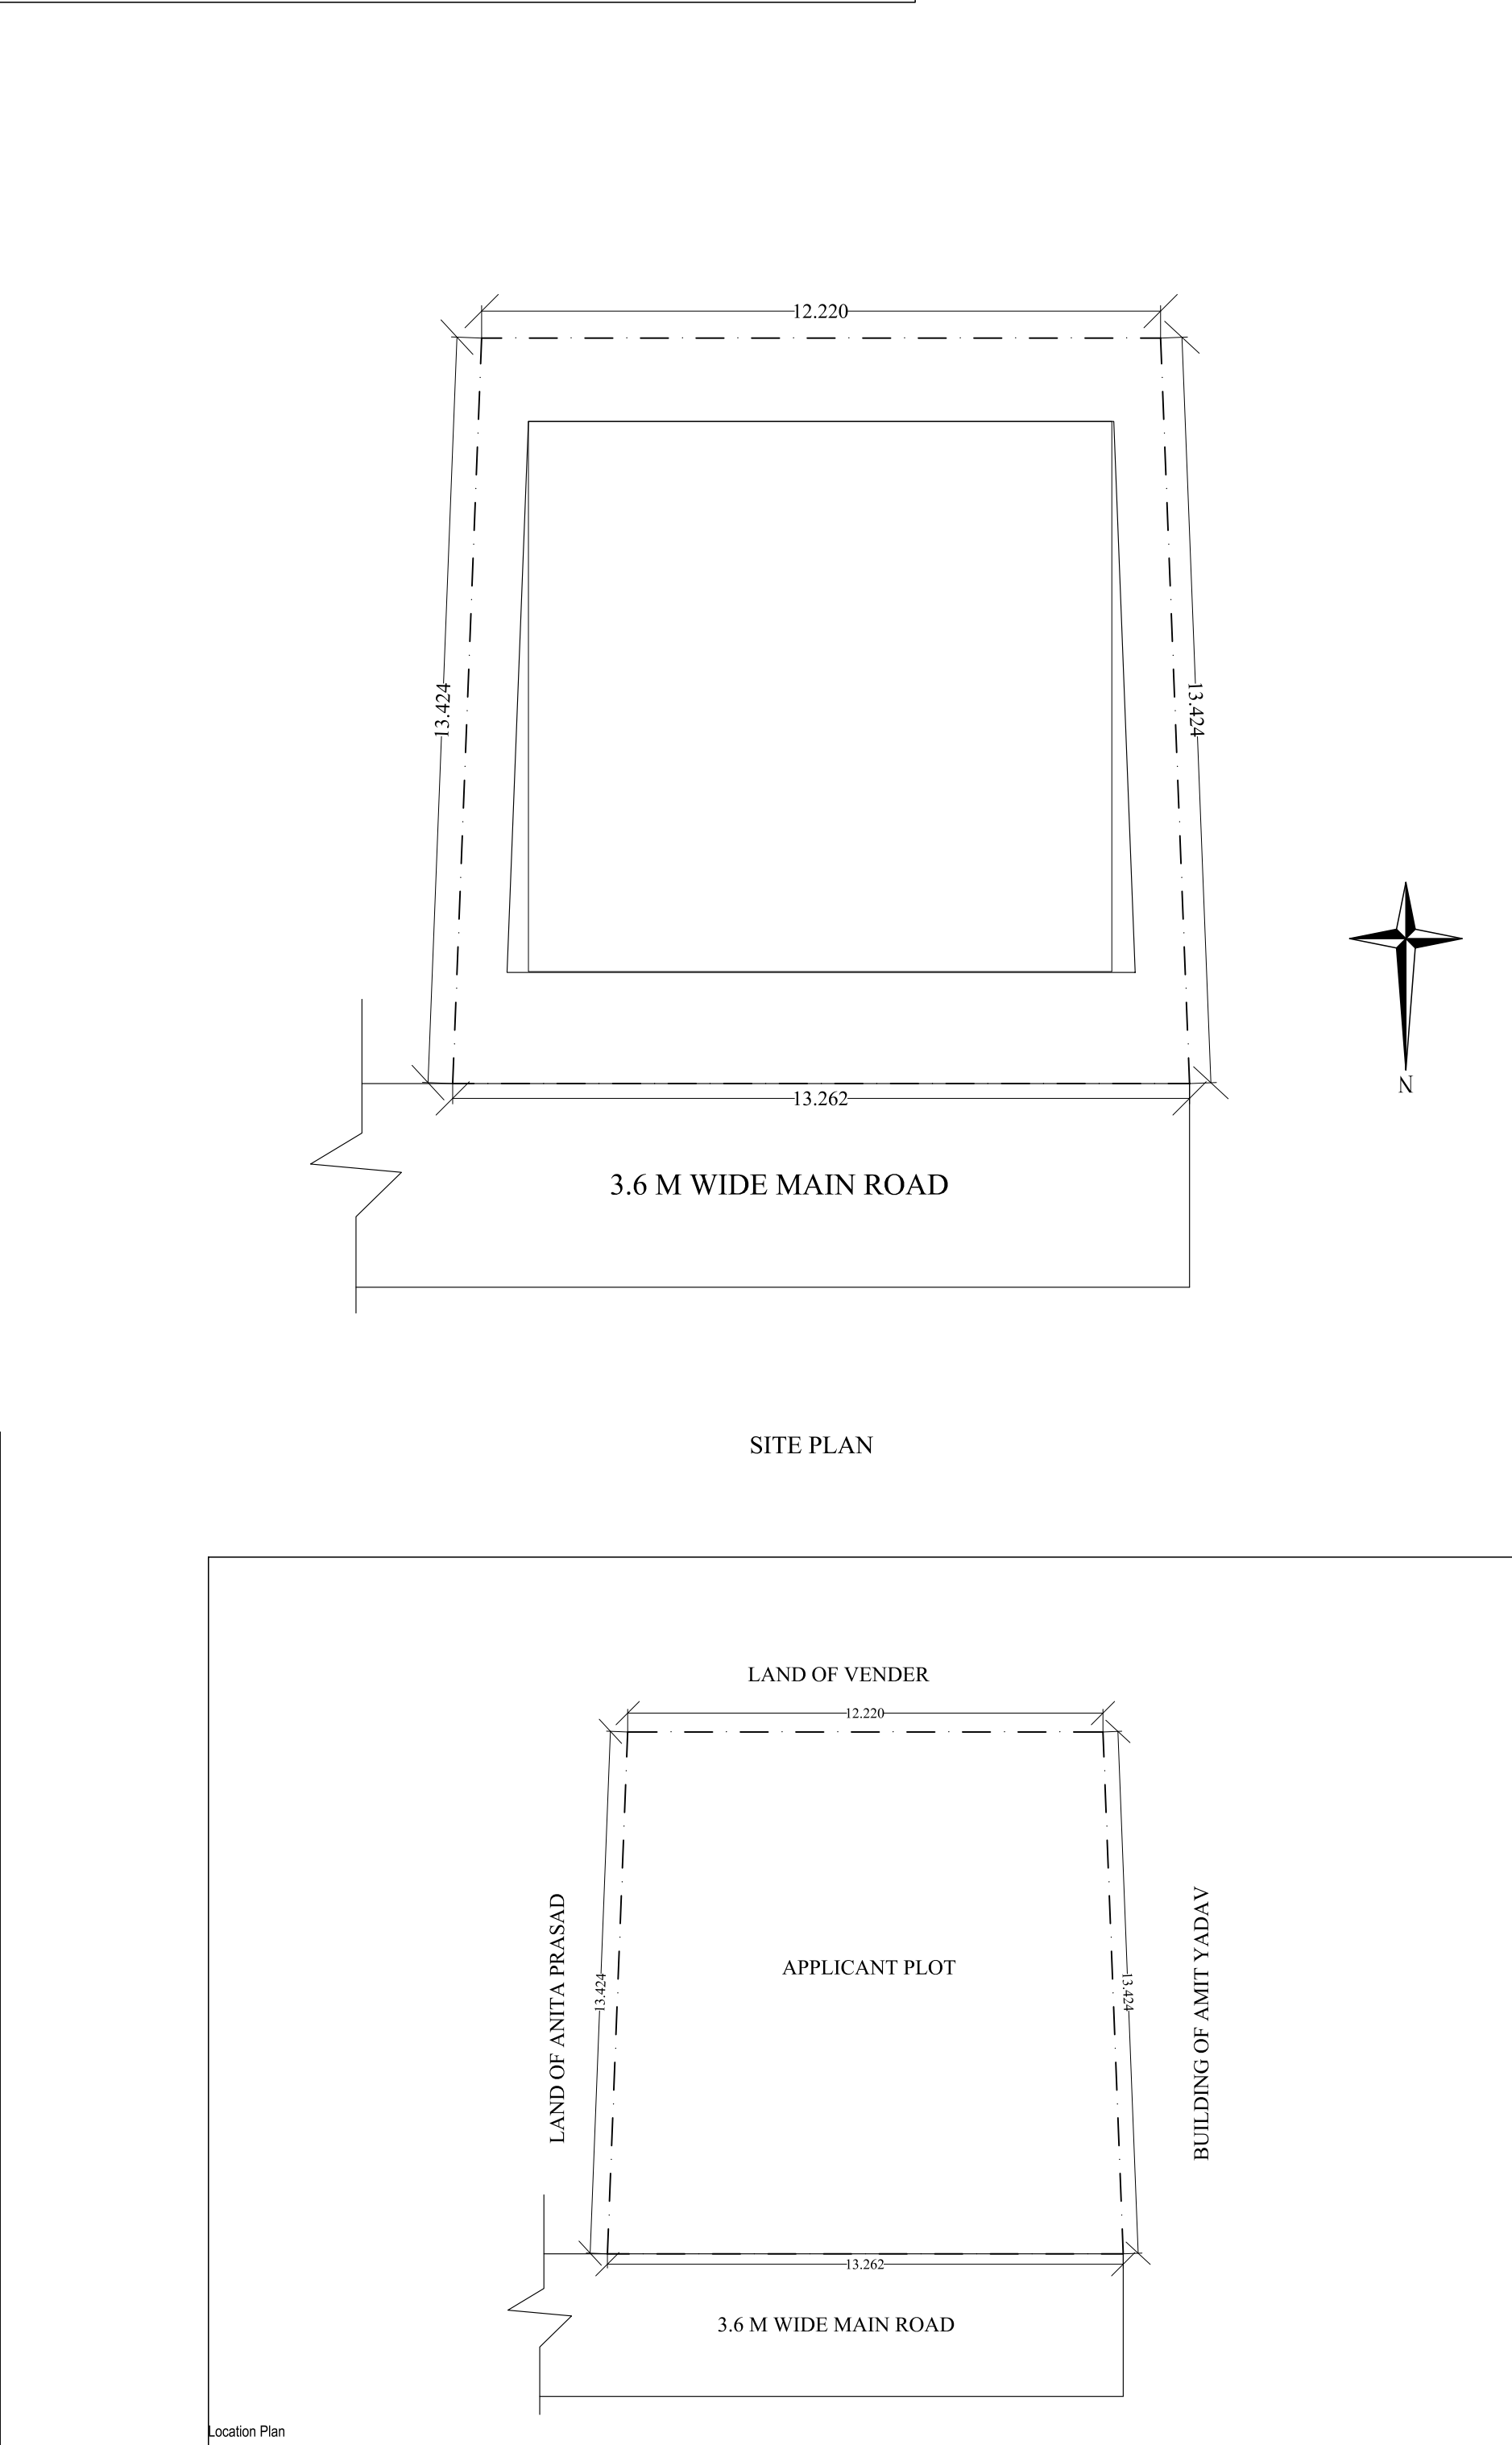 12.220
13.424
13.424
N
13.262
3.6 M WIDE MAIN ROAD
SITE PLAN
LAND OF VENDER
12.220
LAND OF ANITA PRASAD
13.424
APPLICANT PLOT
13.424
BUILDING OF AMIT YADAV
13.262
3.6 M WIDE MAIN ROAD
Location Plan